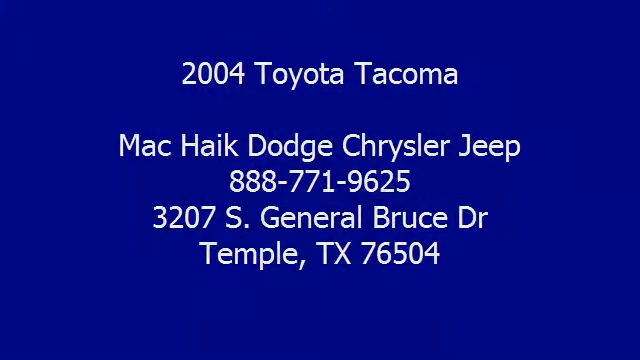 2004 Toyota Tacoma
Mac Haik Dodge Chrysler Jeep
888-771-9625
3207 S. General Bruce Dr
Temple, TX 76504